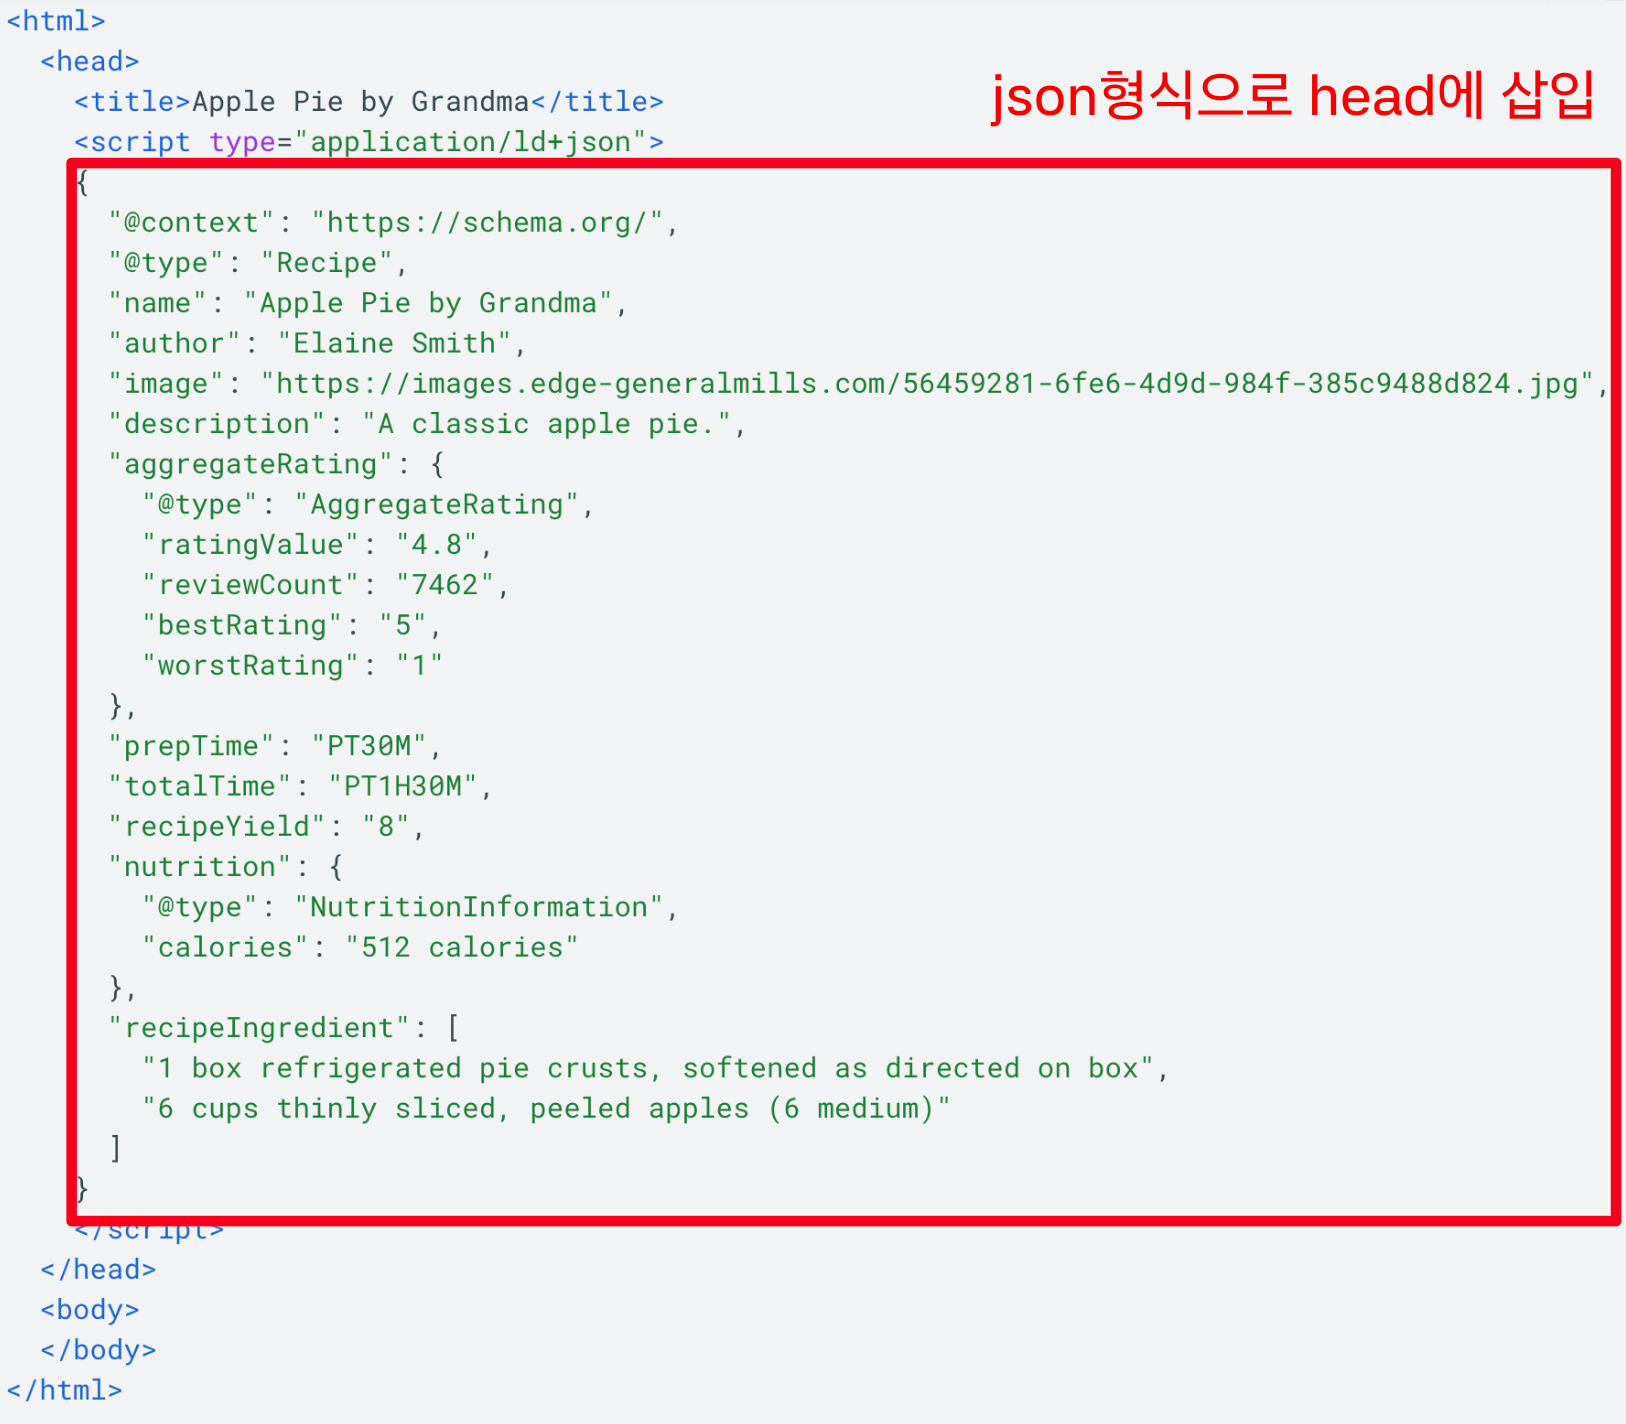 <html>
<head>
<title>Apple Pie by Grandma</title>
json형식으로 head에 삽입
<script type="application/ld+json">
{
"@context": "https://schema.org/",
"@type": "Recipe",
"name": "Apple Pie by Grandma",
"author": "Elaine Smith",
"image": "https://images.edge-generalmills.com/56459281-6fe6-4d9d-984f-385c9488d824.jpg",
"description": "A classic apple pie.",
"aggregateRating": {
"@type": "AggregateRating",
"ratingValue": "4.8",
"reviewCount": "7462",
"bestRating": "5",
"worstRating": "1"
},
"prepTime": "PT30M",
"totalTime": "PT1H30M",
"recipeYield": "8",
"nutrition": {
"@type": "NutritionInformation",
"calories": "512 calories"
},
"recipeIngredient": [
"1 box refrigerated pie crusts, softened as directed on box",
"6 cups thinly sliced, peeled apples (6 medium)"
]
}
</script>
</head>
<body>
</body>
</html>